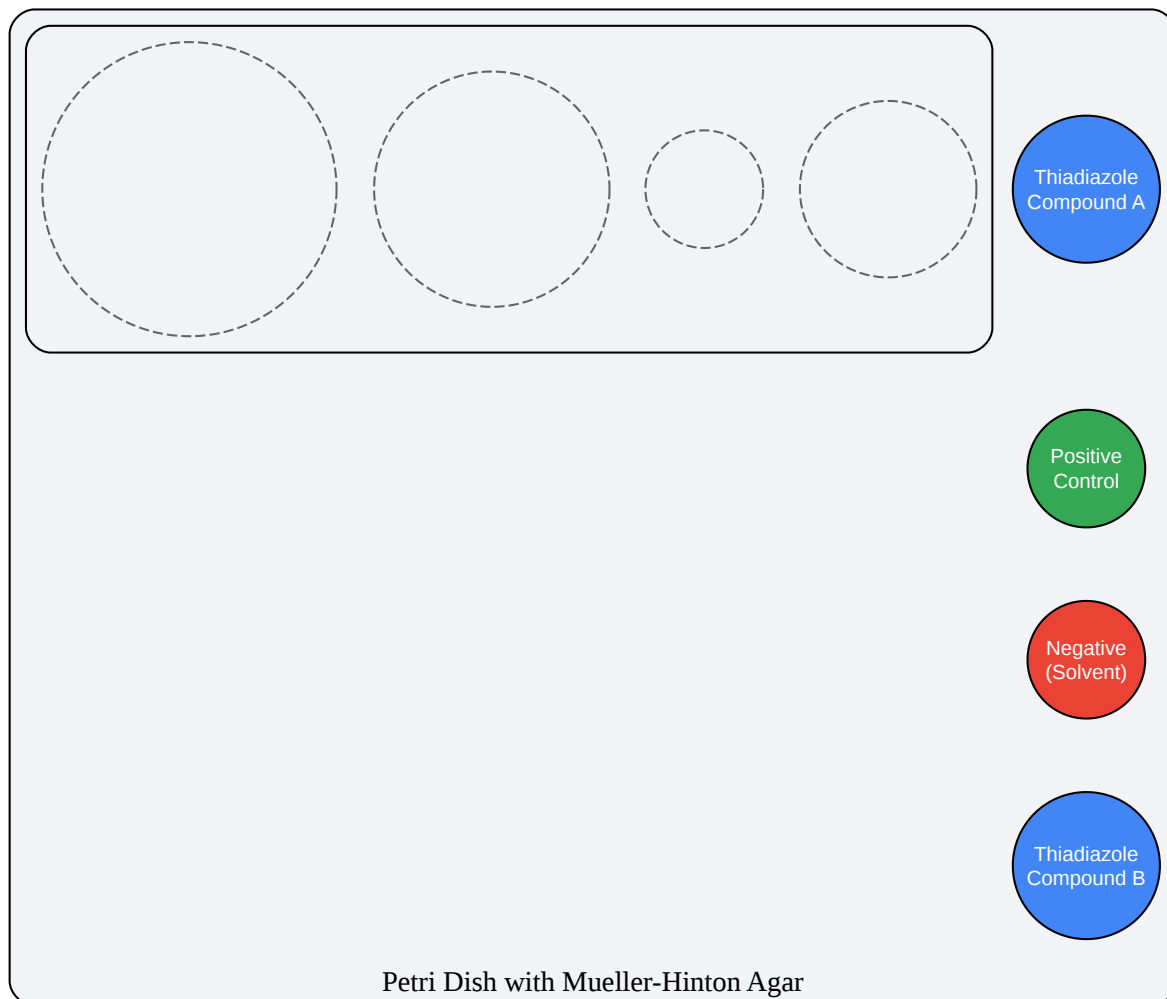 Thiadiazole
Compound A
Positive
Control
Negative
(Solvent)
Thiadiazole
Compound B
Petri Dish with Mueller-Hinton Agar